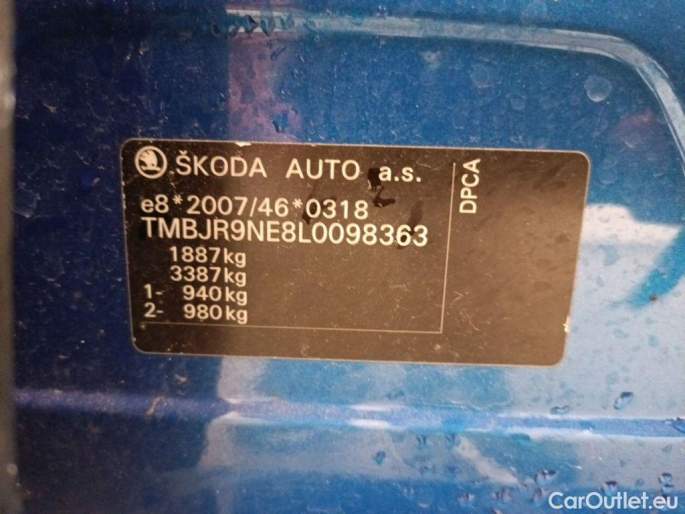 ŠKODA AUTO a.s.
e8*2007/46*0318
TMBJR9NE8L0098363
1887kg
3387kg
1- 940kg
2- 980kg
DPCA
CarOutlet.eu